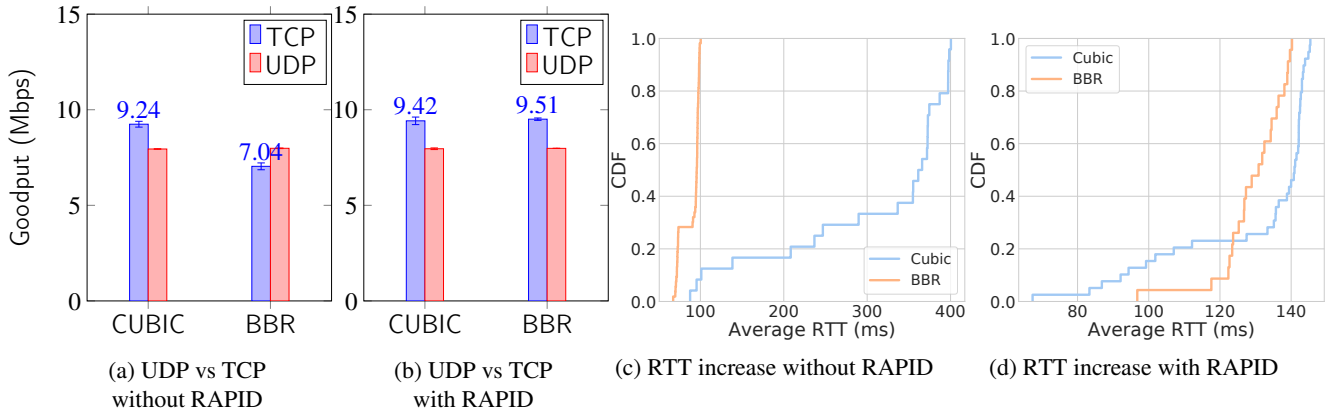 Goodput (Mbps)
15
10
5
0
TCP
UDP
9.24
7.04
CUBIC
BBR
(a) UDP vs TCP
without RAPID
15
10
5
0
TCP
UDP
9.42
9.51
CUBIC
BBR
(b) UDP vs TCP
with RAPID
CDF
1.0
0.8
0.6
0.4
0.2
0.0
Cubic
BBR
100
200
300
400
Average RTT (ms)
(c) RTT increase without RAPID
CDF
1.0
0.8
0.6
0.4
0.2
0.0
Cubic
BBR
80
100
120
140
Average RTT (ms)
(d) RTT increase with RAPID